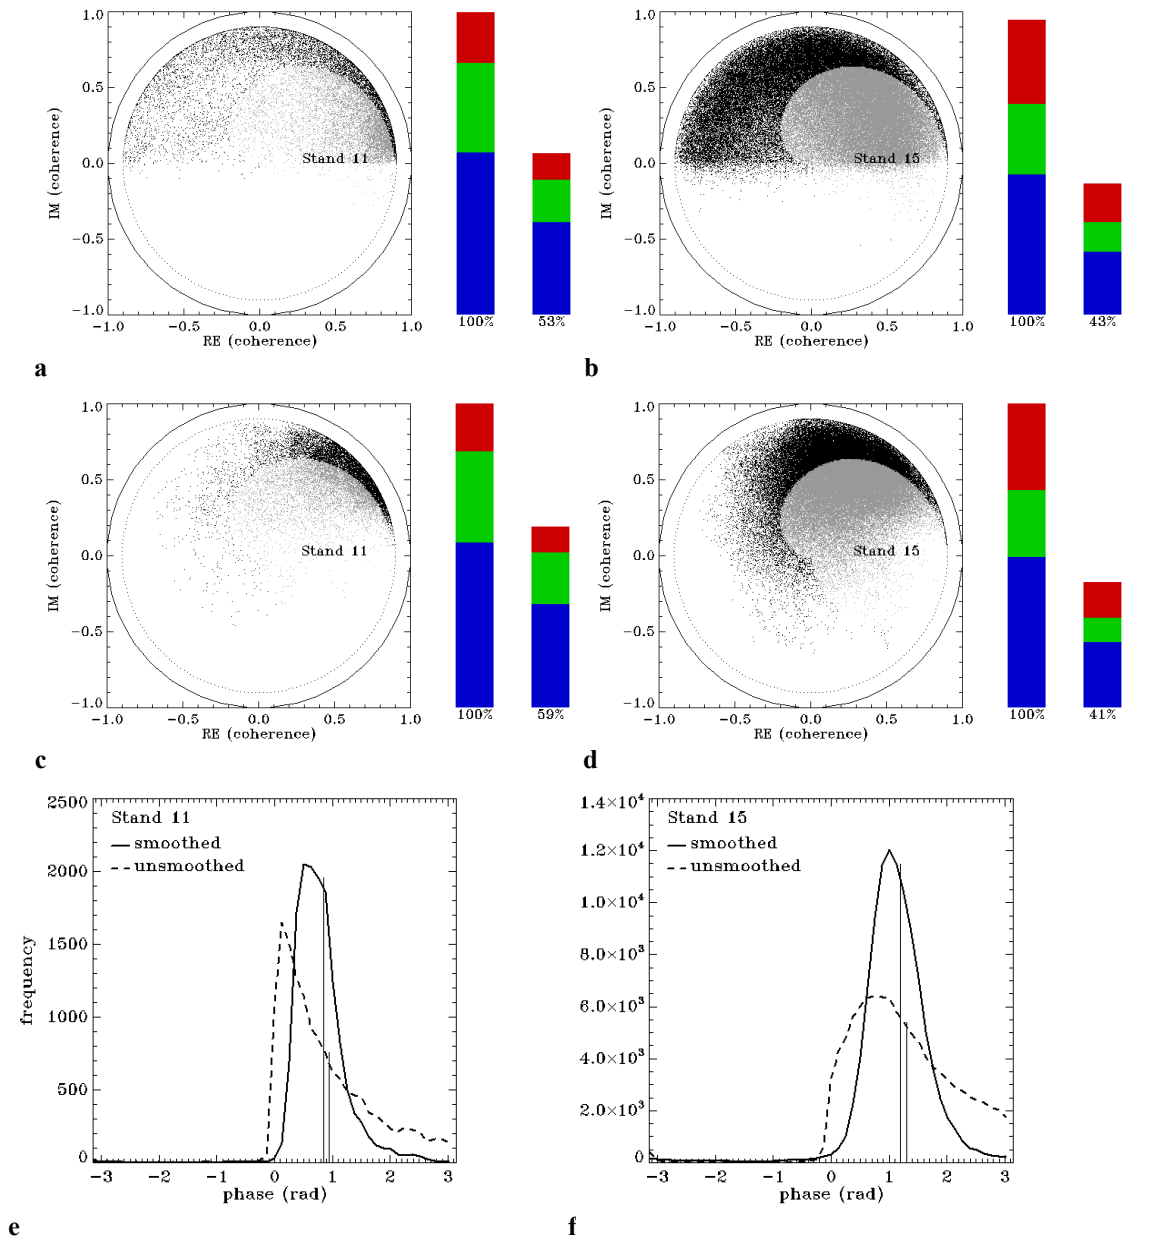 1.0
0.5
0.0
−0.5
−1.0
IM (coherence)
Stand 11
−1.0 −0.5 0.0 0.5 1.0
RE (coherence)
100% 53%
a
1.0
0.5
0.0
−0.5
−1.0
IM (coherence)
Stand 15
−1.0 −0.5 0.0 0.5 1.0
RE (coherence)
100% 43%
b
1.0
0.5
0.0
−0.5
−1.0
IM (coherence)
Stand 11
−1.0 −0.5 0.0 0.5 1.0
RE (coherence)
100% 59%
c
1.0
0.5
0.0
−0.5
−1.0
IM (coherence)
Stand 15
−1.0 −0.5 0.0 0.5 1.0
RE (coherence)
100% 41%
d
2500
2000
1500
1000
500
0
frequency
Stand 11
smoothed
unsmoothed
−3 −2 −1 0 1 2 3
phase (rad)
e
1.4×10⁴
1.2×10⁴
1.0×10⁴
8.0×10³
6.0×10³
4.0×10³
2.0×10³
0
Stand 15
smoothed
unsmoothed
−3 −2 −1 0 1 2 3
phase (rad)
f